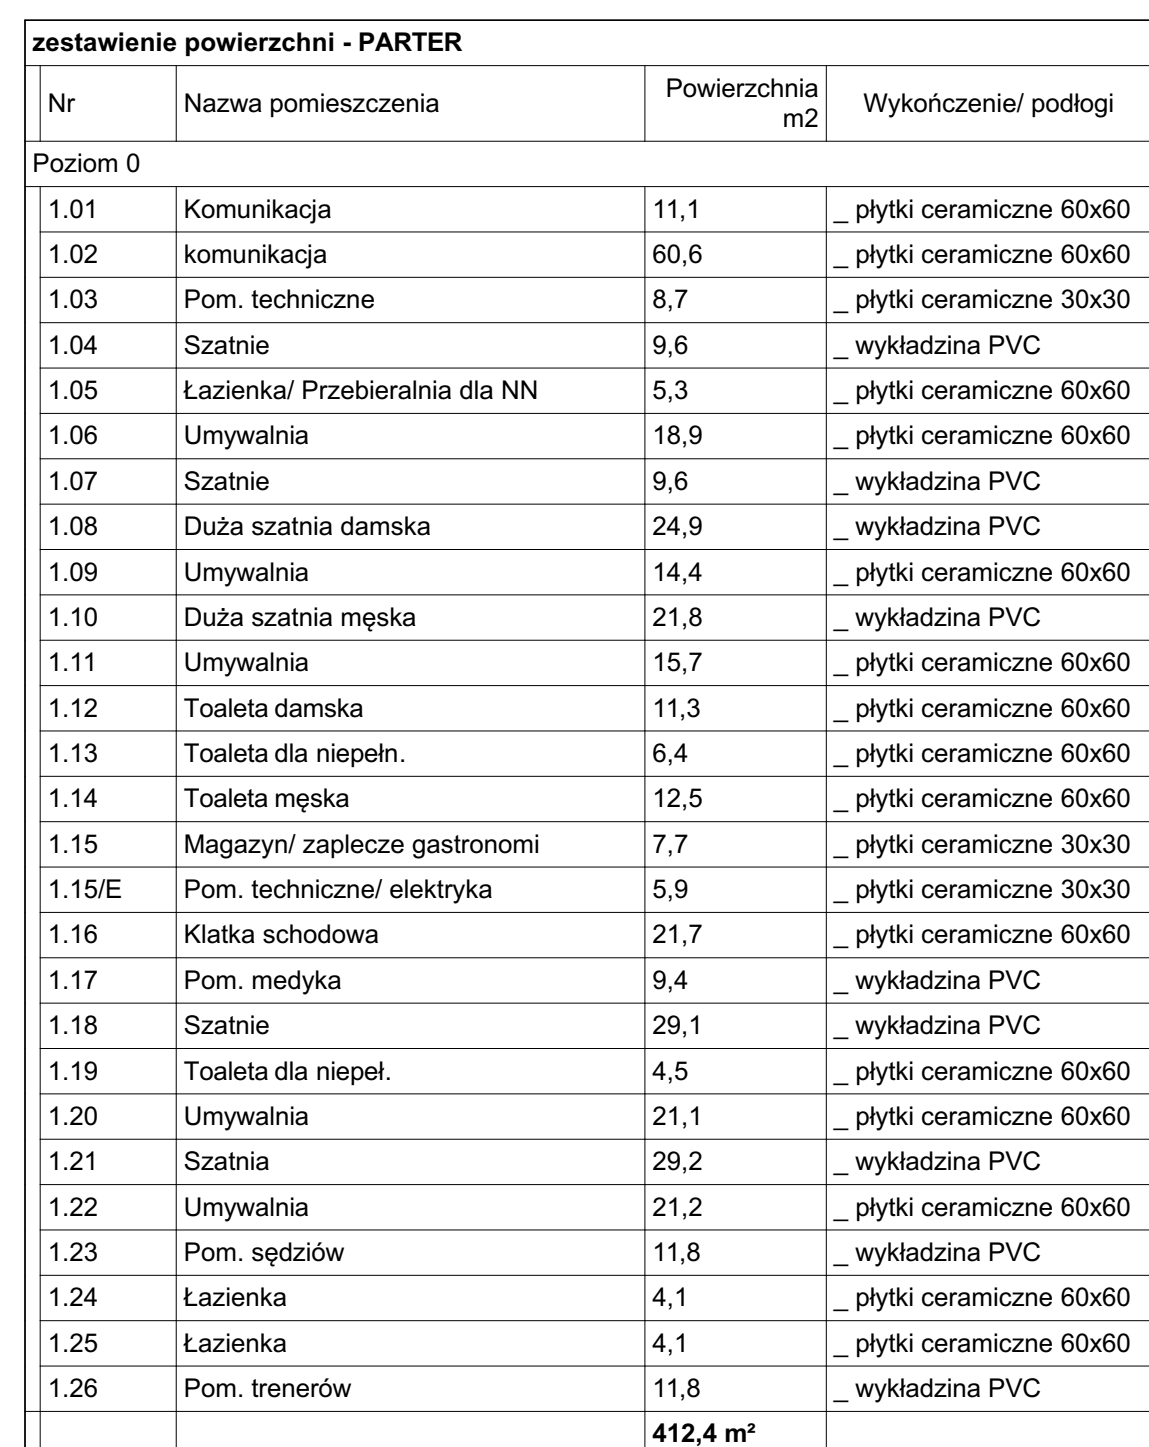 zestawienie powierzchni - PARTER
Nr Nazwa pomieszczenia Powierzchnia m2 Wykończenie/ podłogi
Poziom 0
1.01 Komunikacja 11,1 _ płytki ceramiczne 60x60
1.02 komunikacja 60,6 _ płytki ceramiczne 60x60
1.03 Pom. techniczne 8,7 _ płytki ceramiczne 30x30
1.04 Szatnie 9,6 _ wykładzina PVC
1.05 Łazienka/ Przebieralnia dla NN 5,3 _ płytki ceramiczne 60x60
1.06 Umywalnia 18,9 _ płytki ceramiczne 60x60
1.07 Szatnie 9,6 _ wykładzina PVC
1.08 Duża szatnia damska 24,9 _ wykładzina PVC
1.09 Umywalnia 14,4 _ płytki ceramiczne 60x60
1.10 Duża szatnia męska 21,8 _ wykładzina PVC
1.11 Umywalnia 15,7 _ płytki ceramiczne 60x60
1.12 Toaleta damska 11,3 _ płytki ceramiczne 60x60
1.13 Toaleta dla niepełn. 6,4 _ płytki ceramiczne 60x60
1.14 Toaleta męska 12,5 _ płytki ceramiczne 60x60
1.15 Magazyn/ zaplecze gastronomi 7,7 _ płytki ceramiczne 30x30
1.15/E Pom. techniczne/ elektryka 5,9 _ płytki ceramiczne 30x30
1.16 Klatka schodowa 21,7 _ płytki ceramiczne 60x60
1.17 Pom. medyka 9,4 _ wykładzina PVC
1.18 Szatnie 29,1 _ wykładzina PVC
1.19 Toaleta dla niepeł. 4,5 _ płytki ceramiczne 60x60
1.20 Umywalnia 21,1 _ płytki ceramiczne 60x60
1.21 Szatnia 29,2 _ wykładzina PVC
1.22 Umywalnia 21,2 _ płytki ceramiczne 60x60
1.23 Pom. sędziów 11,8 _ wykładzina PVC
1.24 Łazienka 4,1 _ płytki ceramiczne 60x60
1.25 Łazienka 4,1 _ płytki ceramiczne 60x60
1.26 Pom. trenerów 11,8 _ wykładzina PVC
412,4 m²